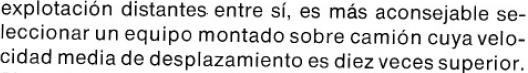 explotación distantes entre sí, es más aconsejable se-
leccionar un equipo montado sobre camión cuya velo-
cidad media de desplazamiento es diez veces superior.